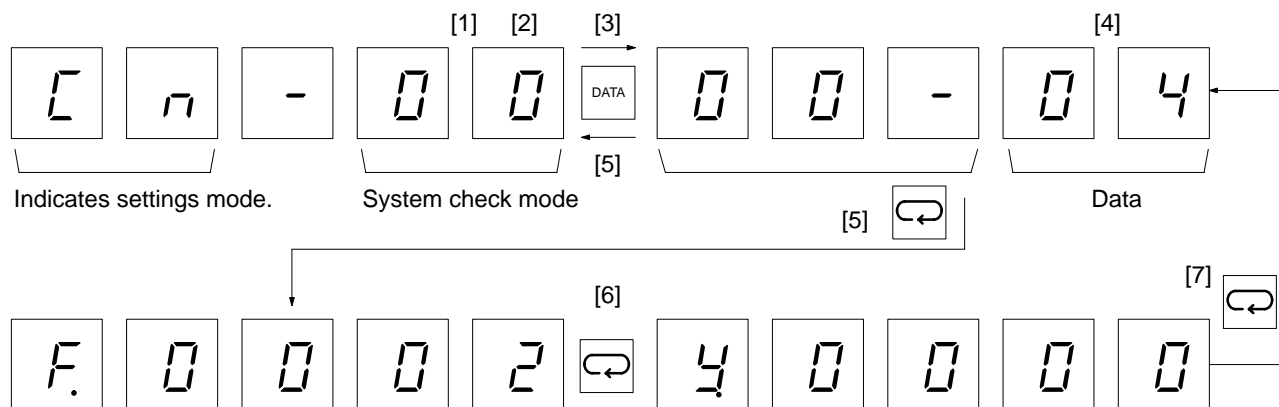 [1] [2] [3] [4]
C n - 0 0 DATA 0 0 - 0 4
[5]
Indicates settings mode. System check mode Data
[5]
[7]
[6]
F. 0 0 0 2 y. 0 0 0 0